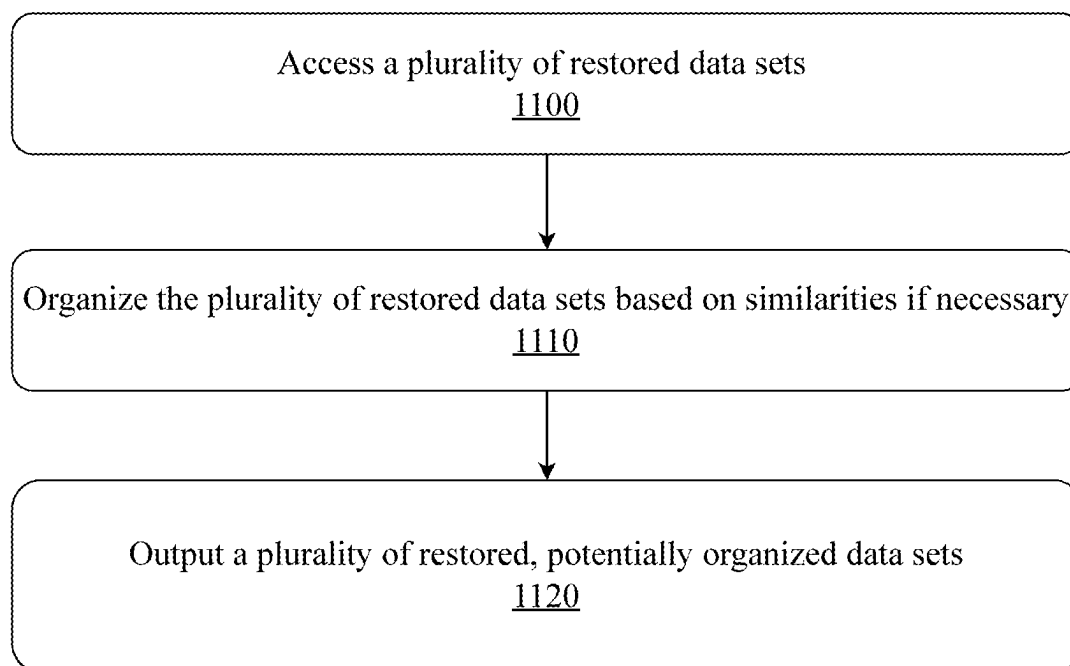 Access a plurality of restored data sets
1100
Organize the plurality of restored data sets based on similarities if necessary
1110
Output a plurality of restored, potentially organized data sets
1120